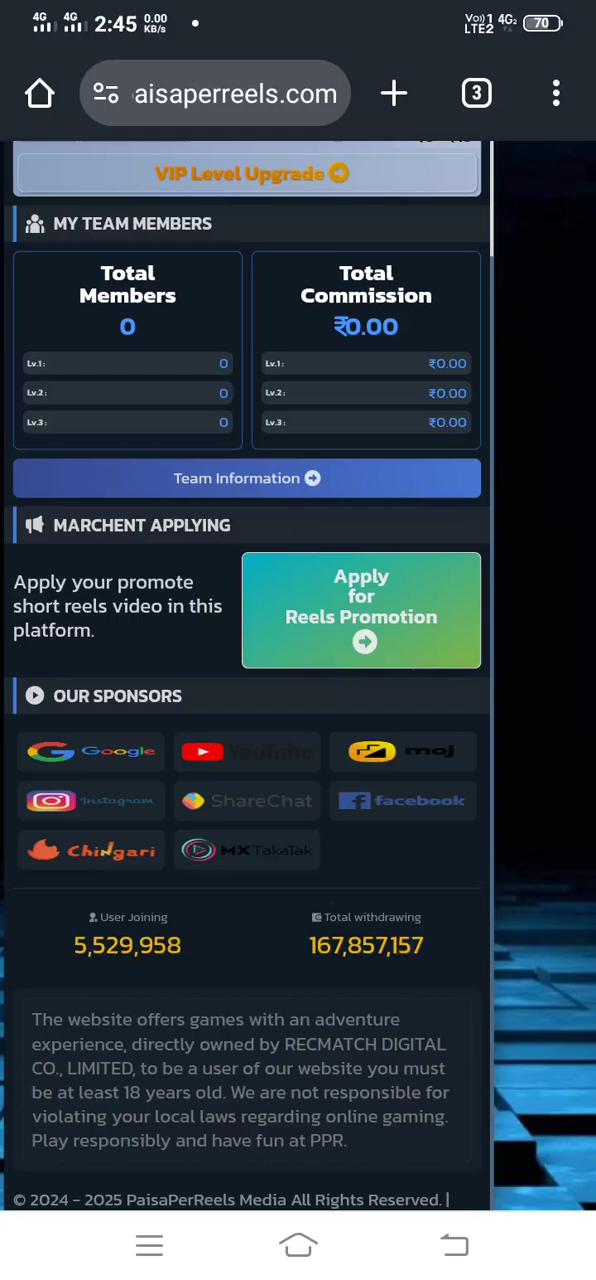 4G 4G 2:45 0.00 KB/s Vo)) 1 LTE2 4G2 70
aisaperreels.com 3
VIP Level Upgrade
MY TEAM MEMBERS
Total Members
0
Lv.1: 0
Lv.2: 0
Lv.3: 0
Total Commission
₹0.00
Lv.1: ₹0.00
Lv.2: ₹0.00
Lv.3: ₹0.00
Team Information
MARCHENT APPLYING
Apply your promote
short reels video in this
platform.
Apply
for
Reels Promotion
OUR SPONSORS
Google YouTube moj
Instagram ShareChat facebook
Chingari MXTakaTak
User Joining Total withdrawing
5,529,958 167,857,157
The website offers games with an adventure
experience, directly owned by RECMATCH DIGITAL
CO., LIMITED, to be a user of our website you must
be at least 18 years old. We are not responsible for
violating your local laws regarding online gaming.
Play responsibly and have fun at PPR.
© 2024 - 2025 PaisaPerReels Media All Rights Reserved. |